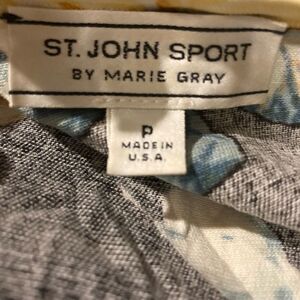 ST. JOHN SPORT
BY MARIE GRAY
P
MADE IN
U.S.A.